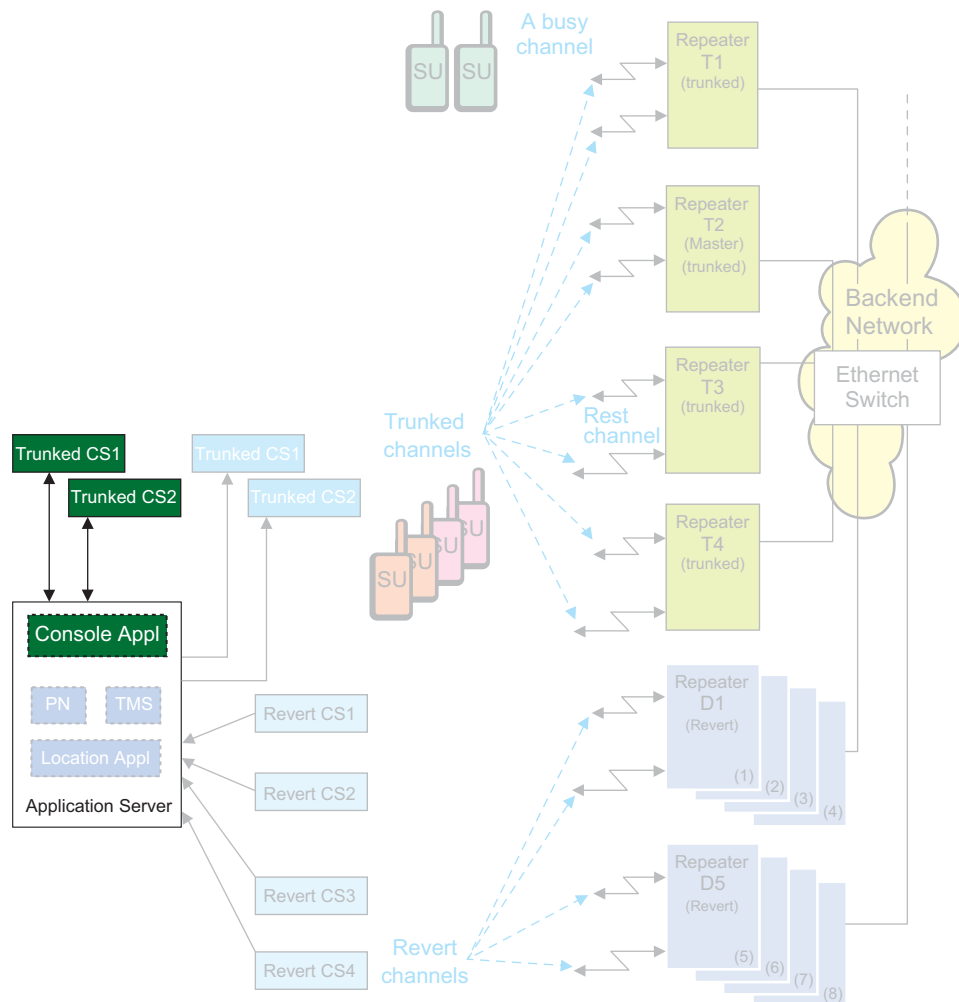 A busy
channel
SU
SU
Repeater
T1
(trunked)
Repeater
T2
(Master)
(trunked)
Backend
Network
Ethernet
Switch
Repeater
T3
(trunked)
Trunked
channels
Rest
channel
Trunked CS1
Trunked CS2
Trunked CS1
Trunked CS2
SU
SU
SU
SU
Repeater
T4
(trunked)
Console Appl
PN
TMS
Location Appl
Application Server
Revert CS1
Revert CS2
Revert CS3
Revert CS4
Repeater
D1
(Revert)
(1)
(2)
(3)
(4)
Repeater
D5
(Revert)
(5)
(6)
(7)
(8)
Revert
channels